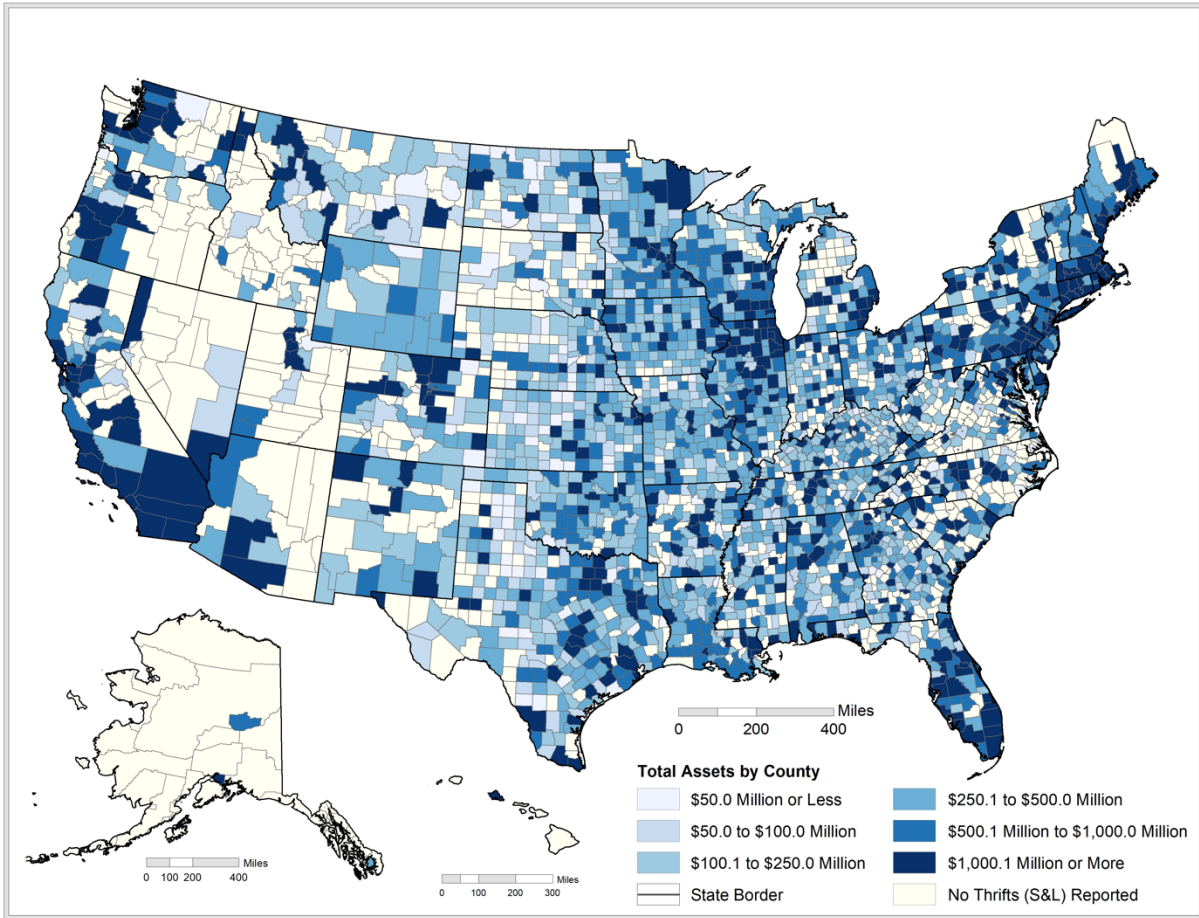 Miles
0 200 400
Total Assets by County
$50.0 Million or Less
$250.1 to $500.0 Million
$50.0 to $100.0 Million
$500.1 Million to $1,000.0 Million
$100.1 to $250.0 Million
$1,000.1 Million or More
State Border
No Thrifts (S&L) Reported
Miles
0 100 200 400
Miles
0 100 200 300